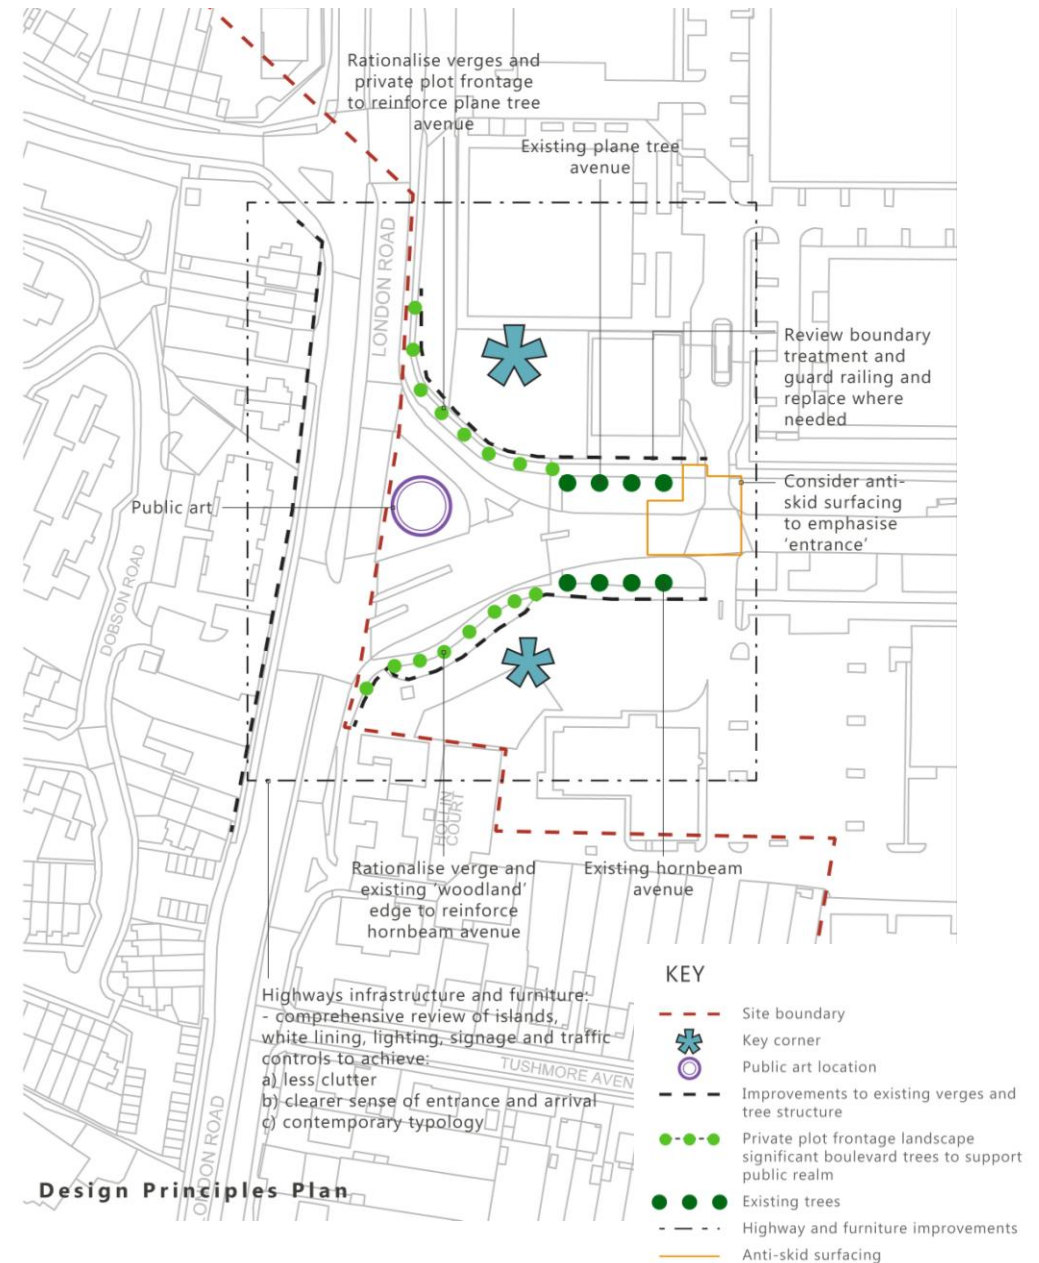 Rationalise verges and
private plot frontage
to reinforce plane tree
avenue
Existing plane tree
avenue
LONDON ROAD
Review boundary
treatment and
guard railing and
replace where
needed
Public art
Consider anti-
skid surfacing
to emphasise
‘entrance’
DOBSON ROAD
HOLLIN
COURT
Rationalise verge and
existing ‘woodland’
edge to reinforce
hornbeam avenue
Existing hornbeam
avenue
Highways infrastructure and furniture:
- comprehensive review of islands,
white lining, lighting, signage and traffic
controls to achieve:
a) less clutter
b) clearer sense of entrance and arrival
c) contemporary typology
TUSHMORE AVEN
ONDON ROAD
Design Principles Plan
KEY
Site boundary
Key corner
Public art location
Improvements to existing verges and
tree structure
Private plot frontage landscape
significant boulevard trees to support
public realm
Existing trees
Highway and furniture improvements
Anti-skid surfacing